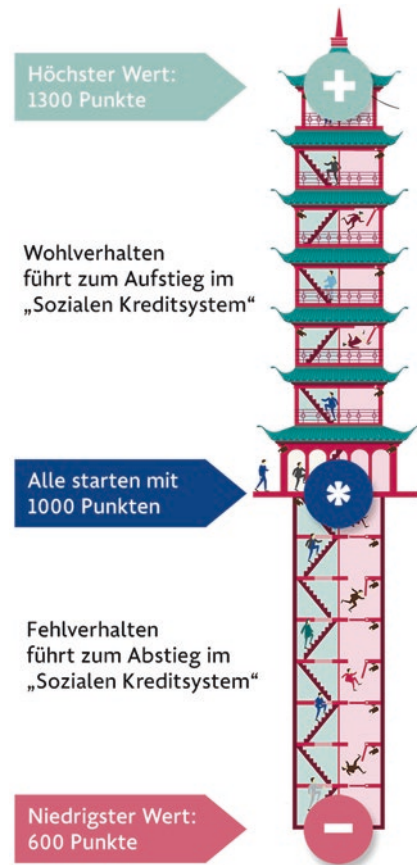 Höchster Wert:
1300 Punkte
Wohlverhalten
führt zum Aufstieg im
„Sozialen Kreditsystem“
Alle starten mit
1000 Punkten
Fehlverhalten
führt zum Abstieg im
„Sozialen Kreditsystem“
Niedrigster Wert:
600 Punkte